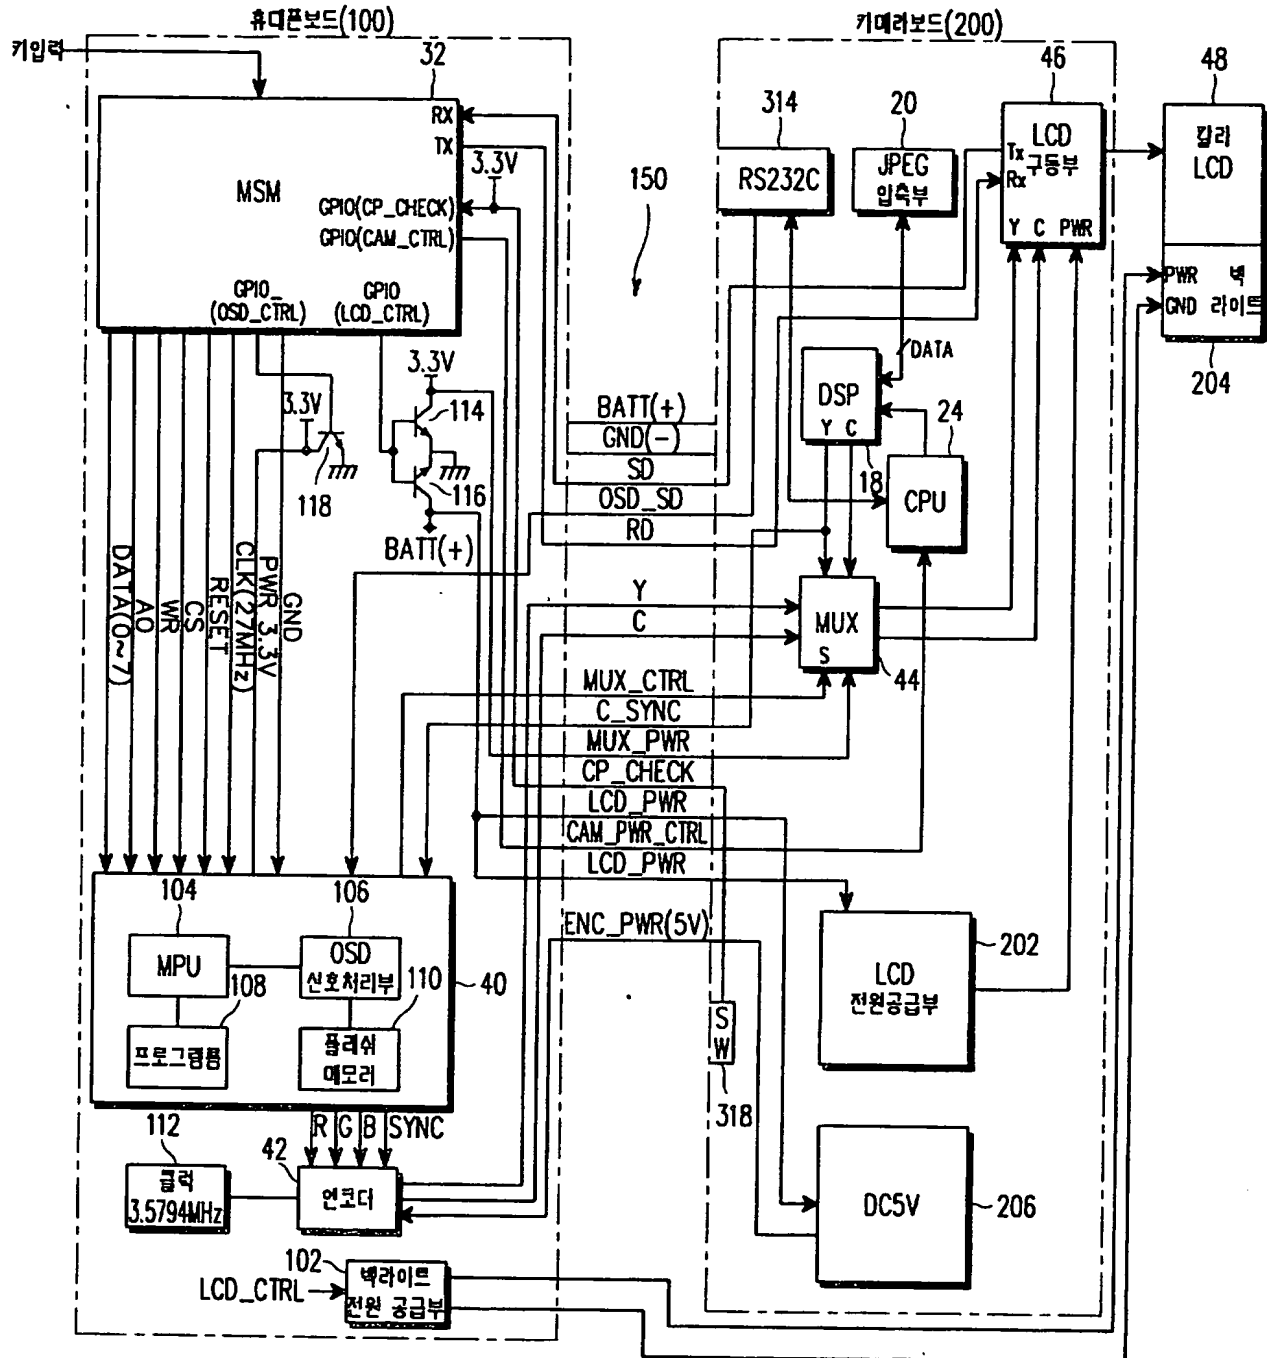 휴대폰보드(100)
키입력
32
RX
TX
3.3V
MSM
GPIO(CP_CHECK)
GPIO(CAM_CTRL)
GPIO_
(OSD_CTRL)
GPIO
(LCD_CTRL)
3.3V
114
3.3V
118
116
BATT(+)
DATA(0~7)
AO
WR
CS
RESET
CLK(27MHz)
PWR 3.3V
GND
150
BATT(+)
GND(-)
SD
OSD_SD
RD
Y
C
MUX_CTRL
C_SYNC
MUX_PWR
CP_CHECK
LCD_PWR
CAM_PWR_CTRL
LCD_PWR
ENC_PWR(5V)
카메라보드(200)
314
RS232C
20
JPEG
압축부
46
LCD
구동부
Tx
Rx
Y C PWR
48
칼라
LCD
PWR 백
GND 라이트
204
DATA
DSP
Y C
18
24
CPU
MUX
S
44
LCD
전원공급부
202
S
W
318
DC5V
206
104
106
MPU
OSD
신호처리부
108
110
40
프로그램롬
플래쉬
메모리
R G B SYNC
112
42
클럭
3.5794MHz
엔코더
102
LCD_CTRL
백라이트
전원 공급부